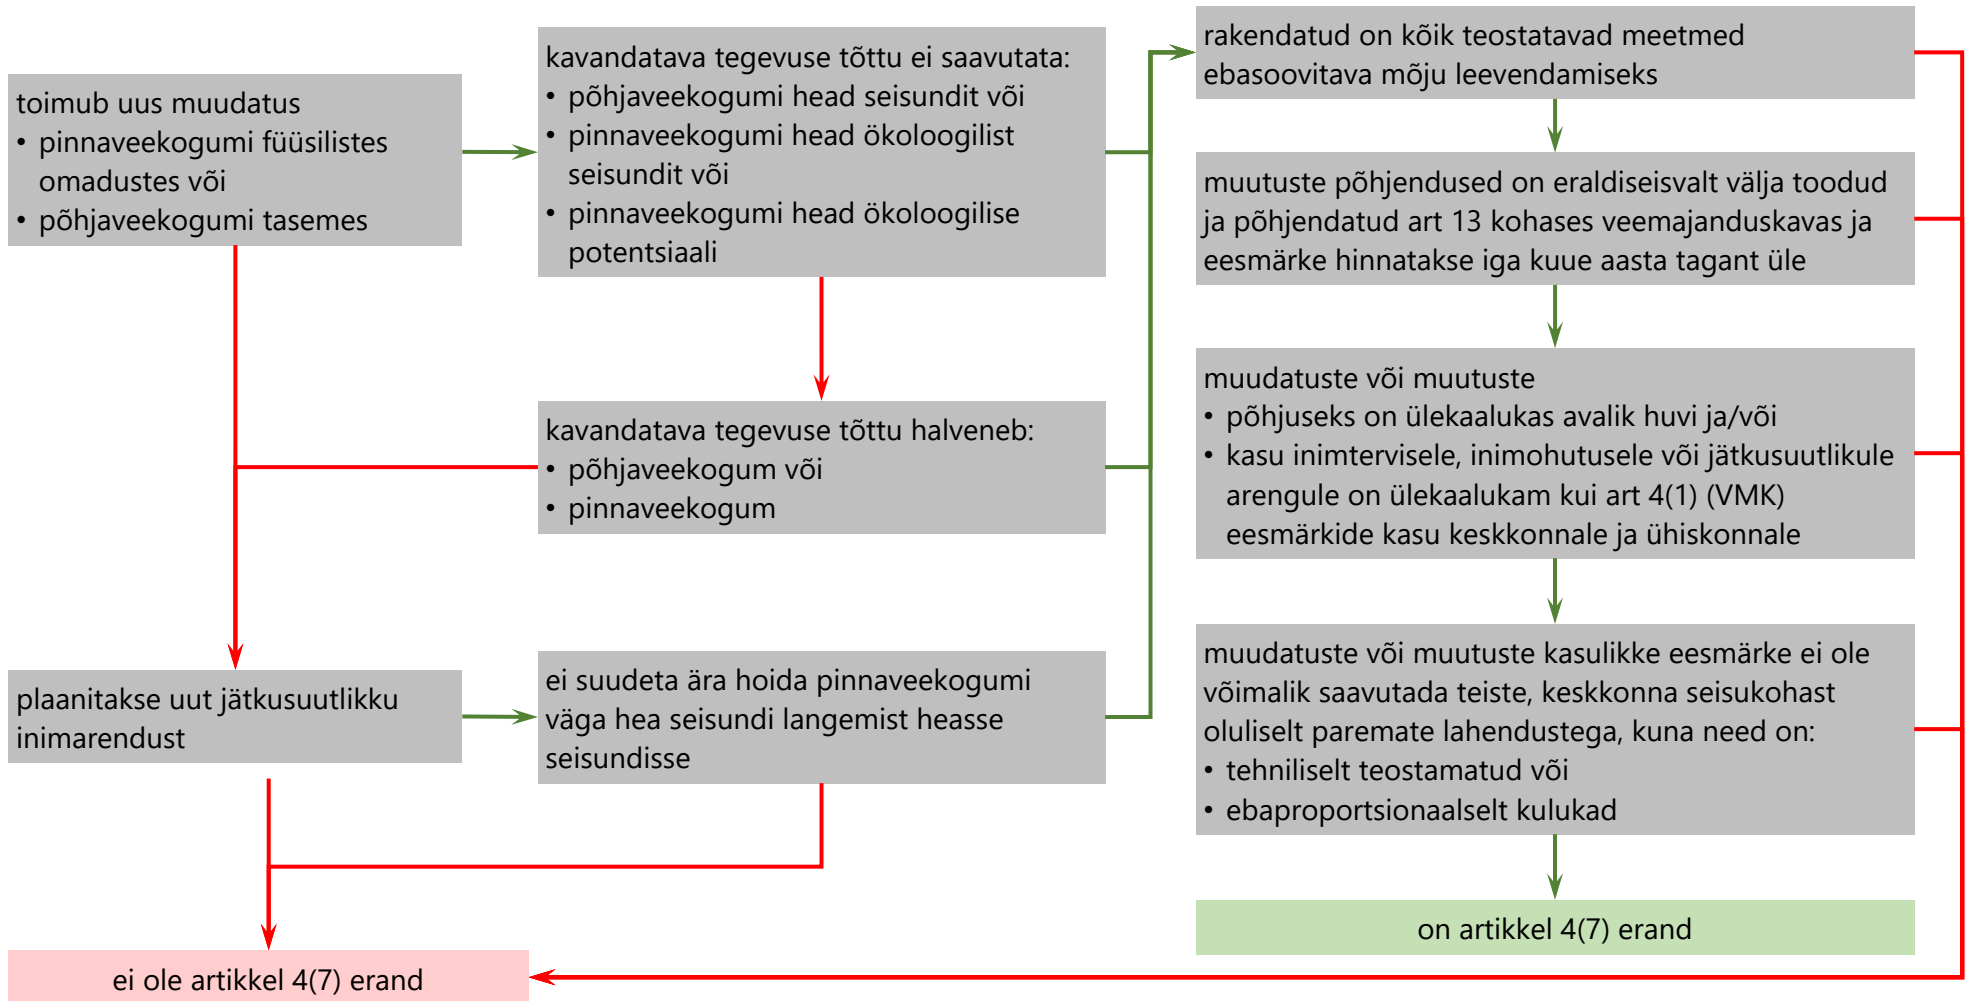 toimub uus muudatus
• pinnaveekogumi füüsilistes
omadustes või
• põhjaveekogumi tasemes
kavandatava tegevuse tõttu ei saavutata:
• põhjaveekogumi head seisundit või
• pinnaveekogumi head ökoloogilist
seisundit või
• pinnaveekogumi head ökoloogilise
potentsiaali
kavandatava tegevuse tõttu halveneb:
• põhjaveekogum või
• pinnaveekogum
plaanitakse uut jätkusuutlikku
inimarendust
ei suudeta ära hoida pinnaveekogumi
väga hea seisundi langemist heasse
seisundisse
rakendatud on kõik teostatavad meetmed
ebasoovitava mõju leevendamiseks
muutuste põhjendused on eraldiseisvalt välja toodud
ja põhjendatud art 13 kohases veemajanduskavas ja
eesmärke hinnatakse iga kuue aasta tagant üle
muudatuste või muutuste
• põhjuseks on ülekaalukas avalik huvi ja/või
• kasu inimtervisele, inimohutusele või jätkusuutlikule
arengule on ülekaalukam kui art 4(1) (VMK)
eesmärkide kasu keskkonnale ja ühiskonnale
muudatuste või muutuste kasulikke eesmärke ei ole
võimalik saavutada teiste, keskkonna seisukohast
oluliselt paremate lahendustega, kuna need on:
• tehniliselt teostamatud või
• ebaproportsionaalselt kulukad
on artikkel 4(7) erand
ei ole artikkel 4(7) erand